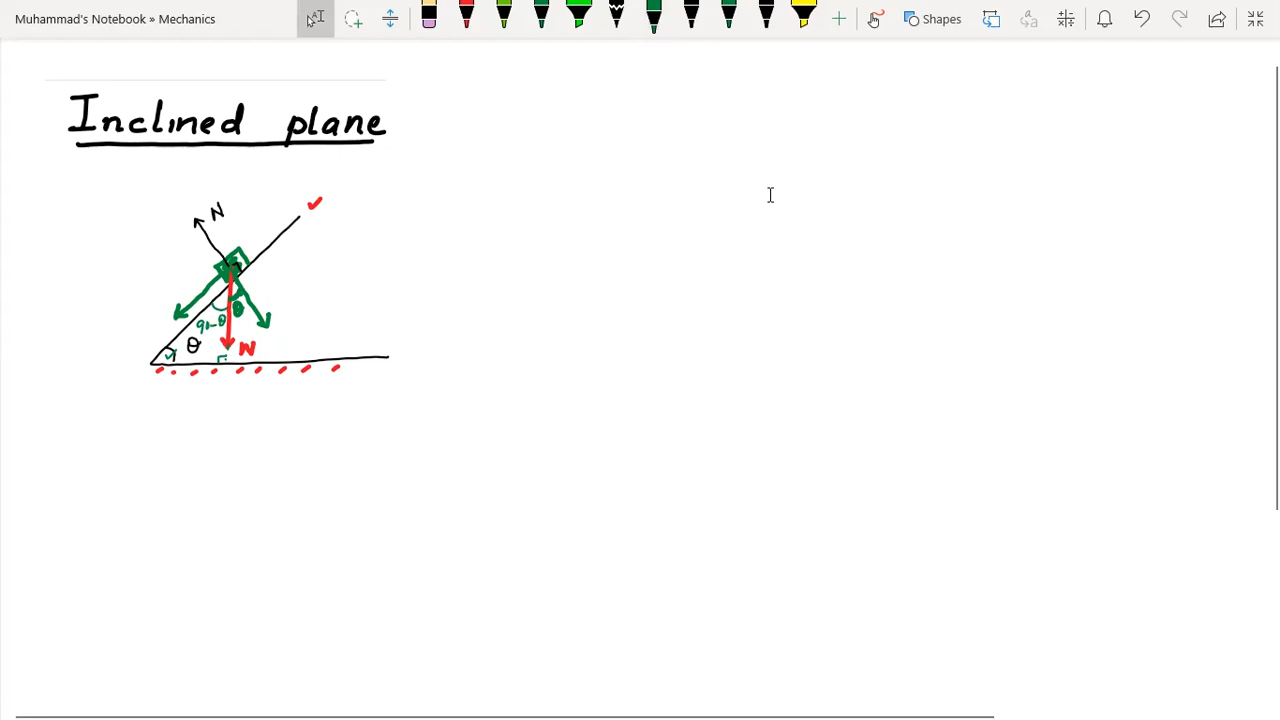 Muhammad's Notebook » Mechanics
Shapes
Inclined plane
N
θ
90-θ
θ
W